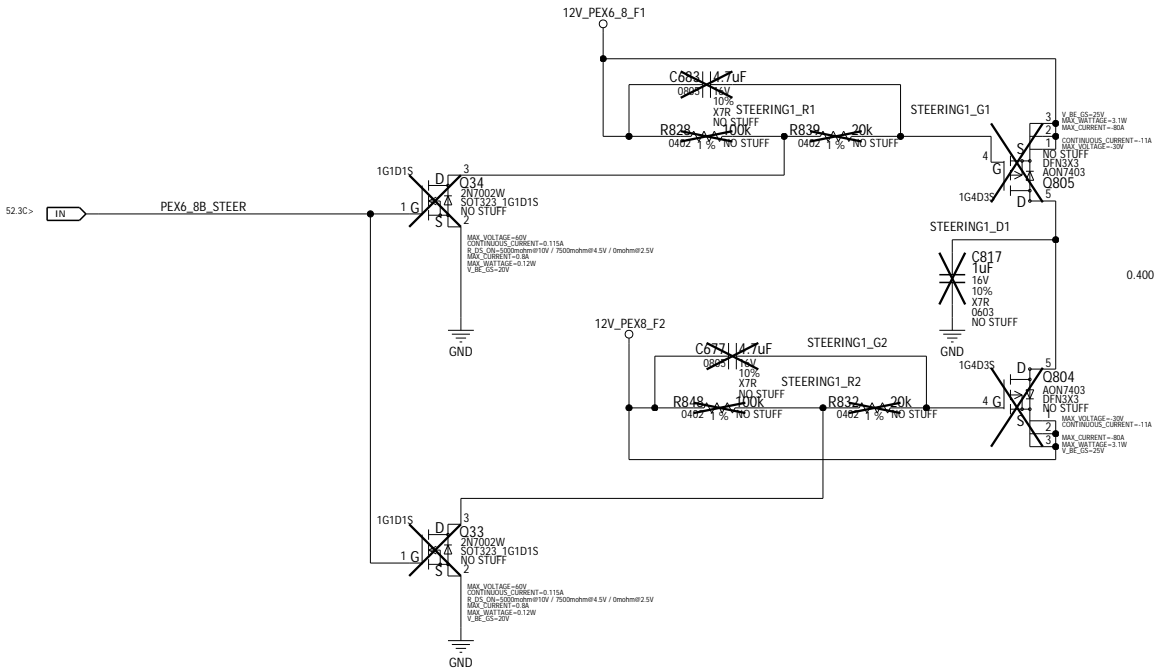 12V_PEX6_8_F1
C683 4.7uF
0805 16V
10%
X7R
NO STUFF
STEERING1_R1
STEERING1_G1
R828 100k
0402 1 % NO STUFF
R839 20k
0402 1 % NO STUFF
3 V_BE_GS=25V
MAX_WATTAGE=3.1W
2 MAX_CURRENT=-80A
1 CONTINUOUS_CURRENT=-11A
MAX_VOLTAGE=-30V
S NO STUFF
4 DFN3X3
G AON7403
Q805
1G4D3S
D 5
1G1D1S
D 3
Q34
2N7002W
1 G SOT323_1G1D1S
NO STUFF
S 2
MAX_VOLTAGE=60V
CONTINUOUS_CURRENT=0.115A
R_DS_ON=5000mohm@10V / 7500mohm@4.5V / 0mohm@2.5V
MAX_CURRENT=0.8A
MAX_WATTAGE=0.12W
V_BE_GS=20V
GND
52.3C> IN PEX6_8B_STEER
STEERING1_D1
C817
1uF
16V
10%
X7R
0603
NO STUFF
GND
0.400
12V_PEX8_F2
C677 4.7uF
0805 16V
10%
X7R
NO STUFF
STEERING1_G2
STEERING1_R2
R848 100k
0402 1 % NO STUFF
R832 20k
0402 1 % NO STUFF
1G4D3S
D 5
Q804
AON7403
DFN3X3
4 G NO STUFF
S 1
MAX_VOLTAGE=-30V
CONTINUOUS_CURRENT=-11A
2
MAX_CURRENT=-80A
3 MAX_WATTAGE=3.1W
V_BE_GS=25V
1G1D1S
D 3
Q33
2N7002W
1 G SOT323_1G1D1S
NO STUFF
S 2
MAX_VOLTAGE=60V
CONTINUOUS_CURRENT=0.115A
R_DS_ON=5000mohm@10V / 7500mohm@4.5V / 0mohm@2.5V
MAX_CURRENT=0.8A
MAX_WATTAGE=0.12W
V_BE_GS=20V
GND